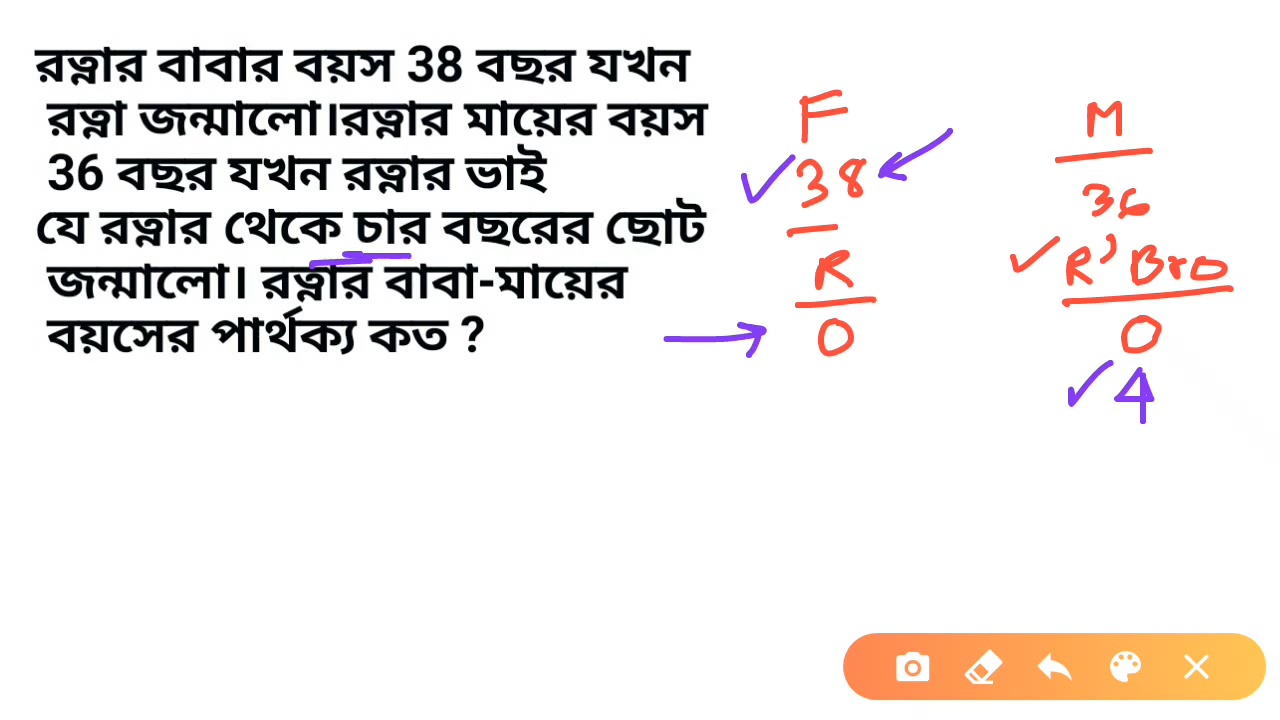 রত্নার বাবার বয়স 38 বছর যখন
রত্না জন্মালো।রত্নার মায়ের বয়স
36 বছর যখন রত্নার ভাই
যে রত্নার থেকে চার বছরের ছোট
জন্মালো। রত্নার বাবা-মায়ের
বয়সের পার্থক্য কত ?
F
38
R
0
M
36
R' Bro
0
4